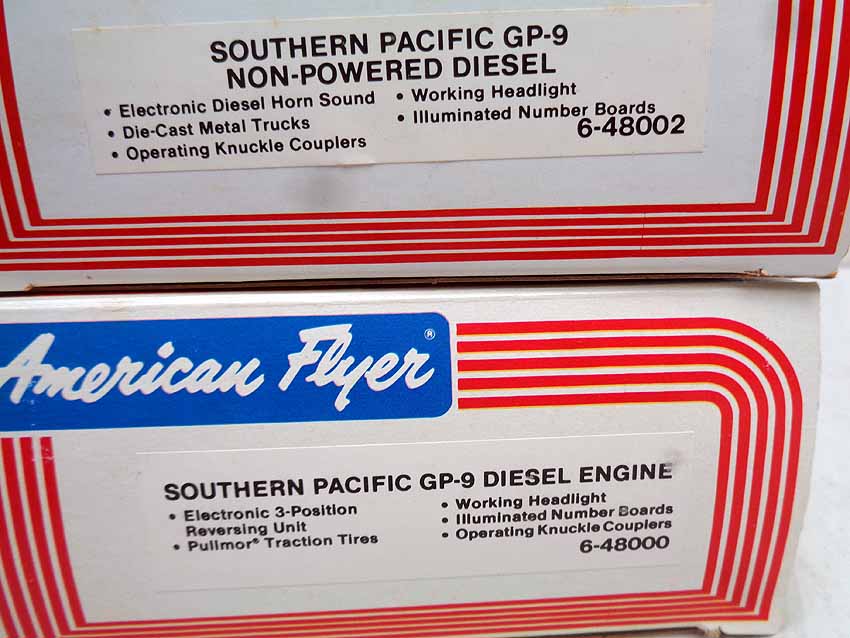 SOUTHERN PACIFIC GP-9
NON-POWERED DIESEL
• Electronic Diesel Horn Sound
• Die-Cast Metal Trucks
• Operating Knuckle Couplers
• Working Headlight
• Illuminated Number Boards
6-48002
American Flyer®
SOUTHERN PACIFIC GP-9 DIESEL ENGINE
• Electronic 3-Position
Reversing Unit
• Pullmor® Traction Tires
• Working Headlight
• Illuminated Number Boards
• Operating Knuckle Couplers
6-48000